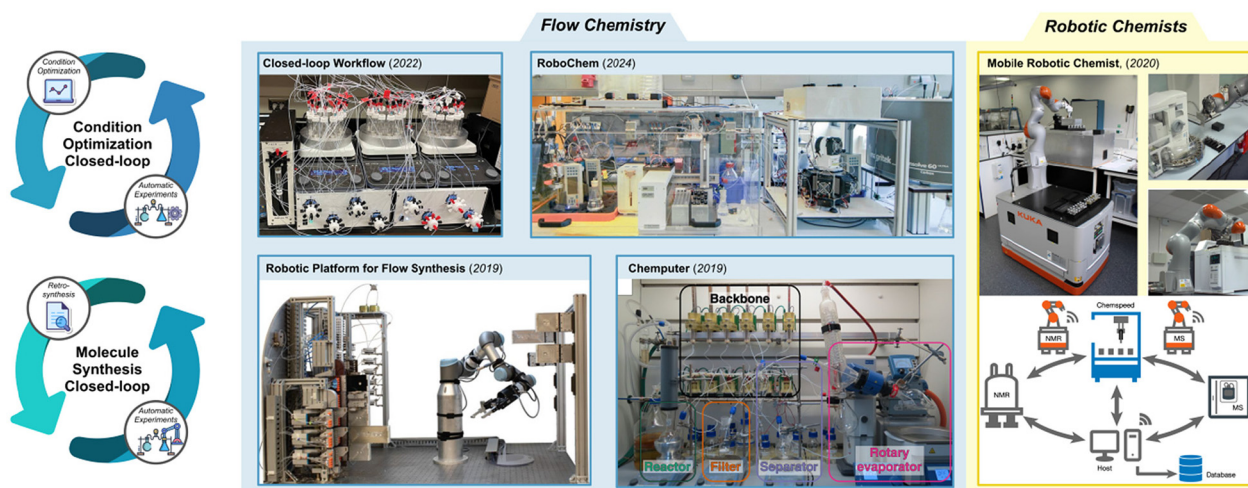 Flow Chemistry
Robotic Chemists
Condition
Optimization
Condition
Optimization
Closed-loop
Automatic
Experiments
Retro-
synthesis
Molecule
Synthesis
Closed-loop
Automatic
Experiments
Closed-loop Workflow (2022)
RoboChem (2024)
Robotic Platform for Flow Synthesis (2019)
Chemputer (2019)
Backbone
Reactor
Filter
Separator
Rotary
evaporator
Mobile Robotic Chemist, (2020)
KUKA
Chemspeed
NMR
MS
NMR
MS
Host
Database